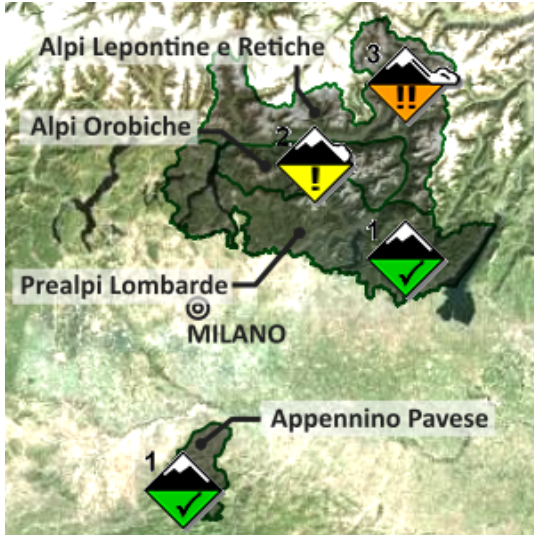 Alpi Lepontine e Retiche
3
!!
Alpi Orobiche
2
!
1
Prealpi Lombarde
MILANO
Appennino Pavese
1